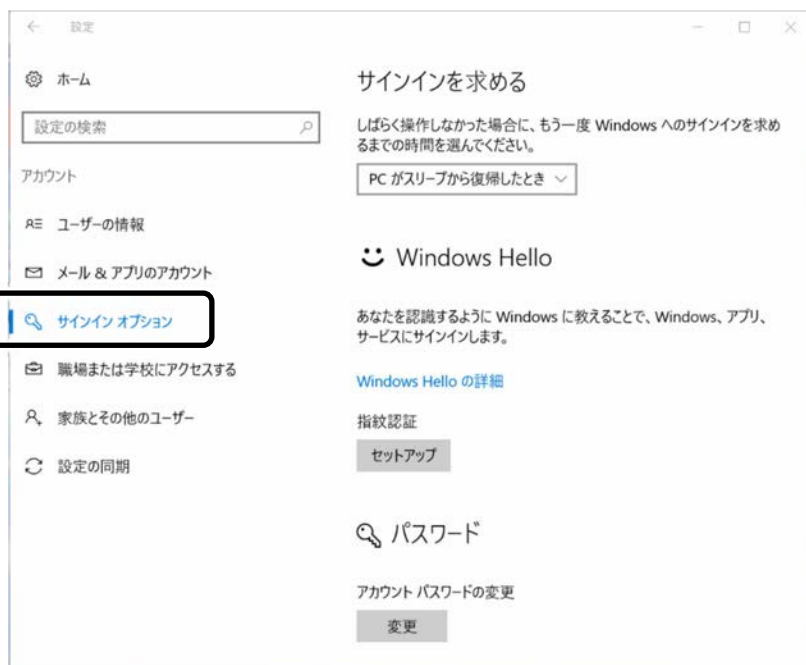 設定
ホーム
設定の検索
アカウント
ユーザーの情報
メール & アプリのアカウント
サインイン オプション
職場または学校にアクセスする
家族とその他のユーザー
設定の同期
サインインを求める
しばらく操作しなかった場合に、もう一度 Windows へのサインインを求め
るまでの時間を選んでください。
PC がスリープから復帰したとき
Windows Hello
あなたを認識するように Windows に教えることで、Windows、アプリ、
サービスにサインインします。
Windows Hello の詳細
指紋認証
セットアップ
パスワード
アカウント パスワードの変更
変更